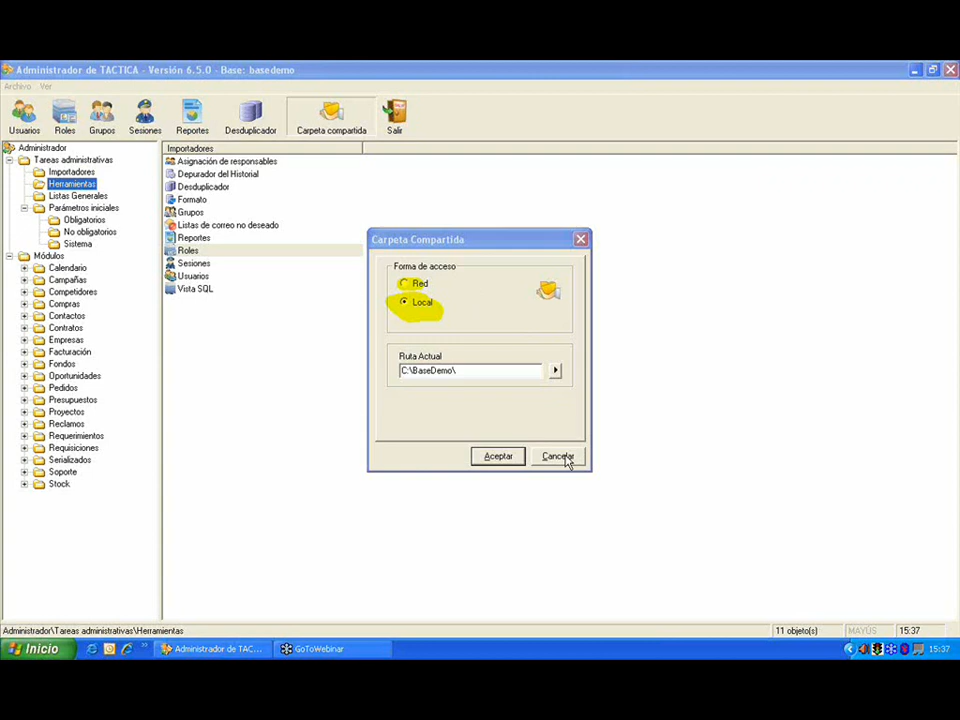 Administrador de TACTICA - Versión 6.5.0 - Base: basedemo
Archivo Ver
Usuarios Roles Grupos Sesiones Reportes Desduplicador Carpeta compartida Salir
Administrador
Tareas administrativas
Importadores
Herramientas
Listas Generales
Parámetros iniciales
Obligatorios
No obligatorios
Sistema
Módulos
Calendario
Campañas
Competidores
Compras
Contactos
Contratos
Empresas
Facturación
Fondos
Oportunidades
Pedidos
Presupuestos
Proyectos
Reclamos
Requerimientos
Requisiciones
Serializados
Soporte
Stock
Importadores
Asignación de responsables
Depurador del Historial
Desduplicador
Formato
Grupos
Listas de correo no deseado
Reportes
Roles
Sesiones
Usuarios
Vista SQL
Carpeta Compartida
Forma de acceso
Red
Local
Ruta Actual
C:\BaseDemo\
Aceptar Cancelar
Administrador\Tareas administrativas\Herramientas 11 objeto(s) MAYÚS 15:37
Inicio Administrador de TAC... GoToWebinar 15:37